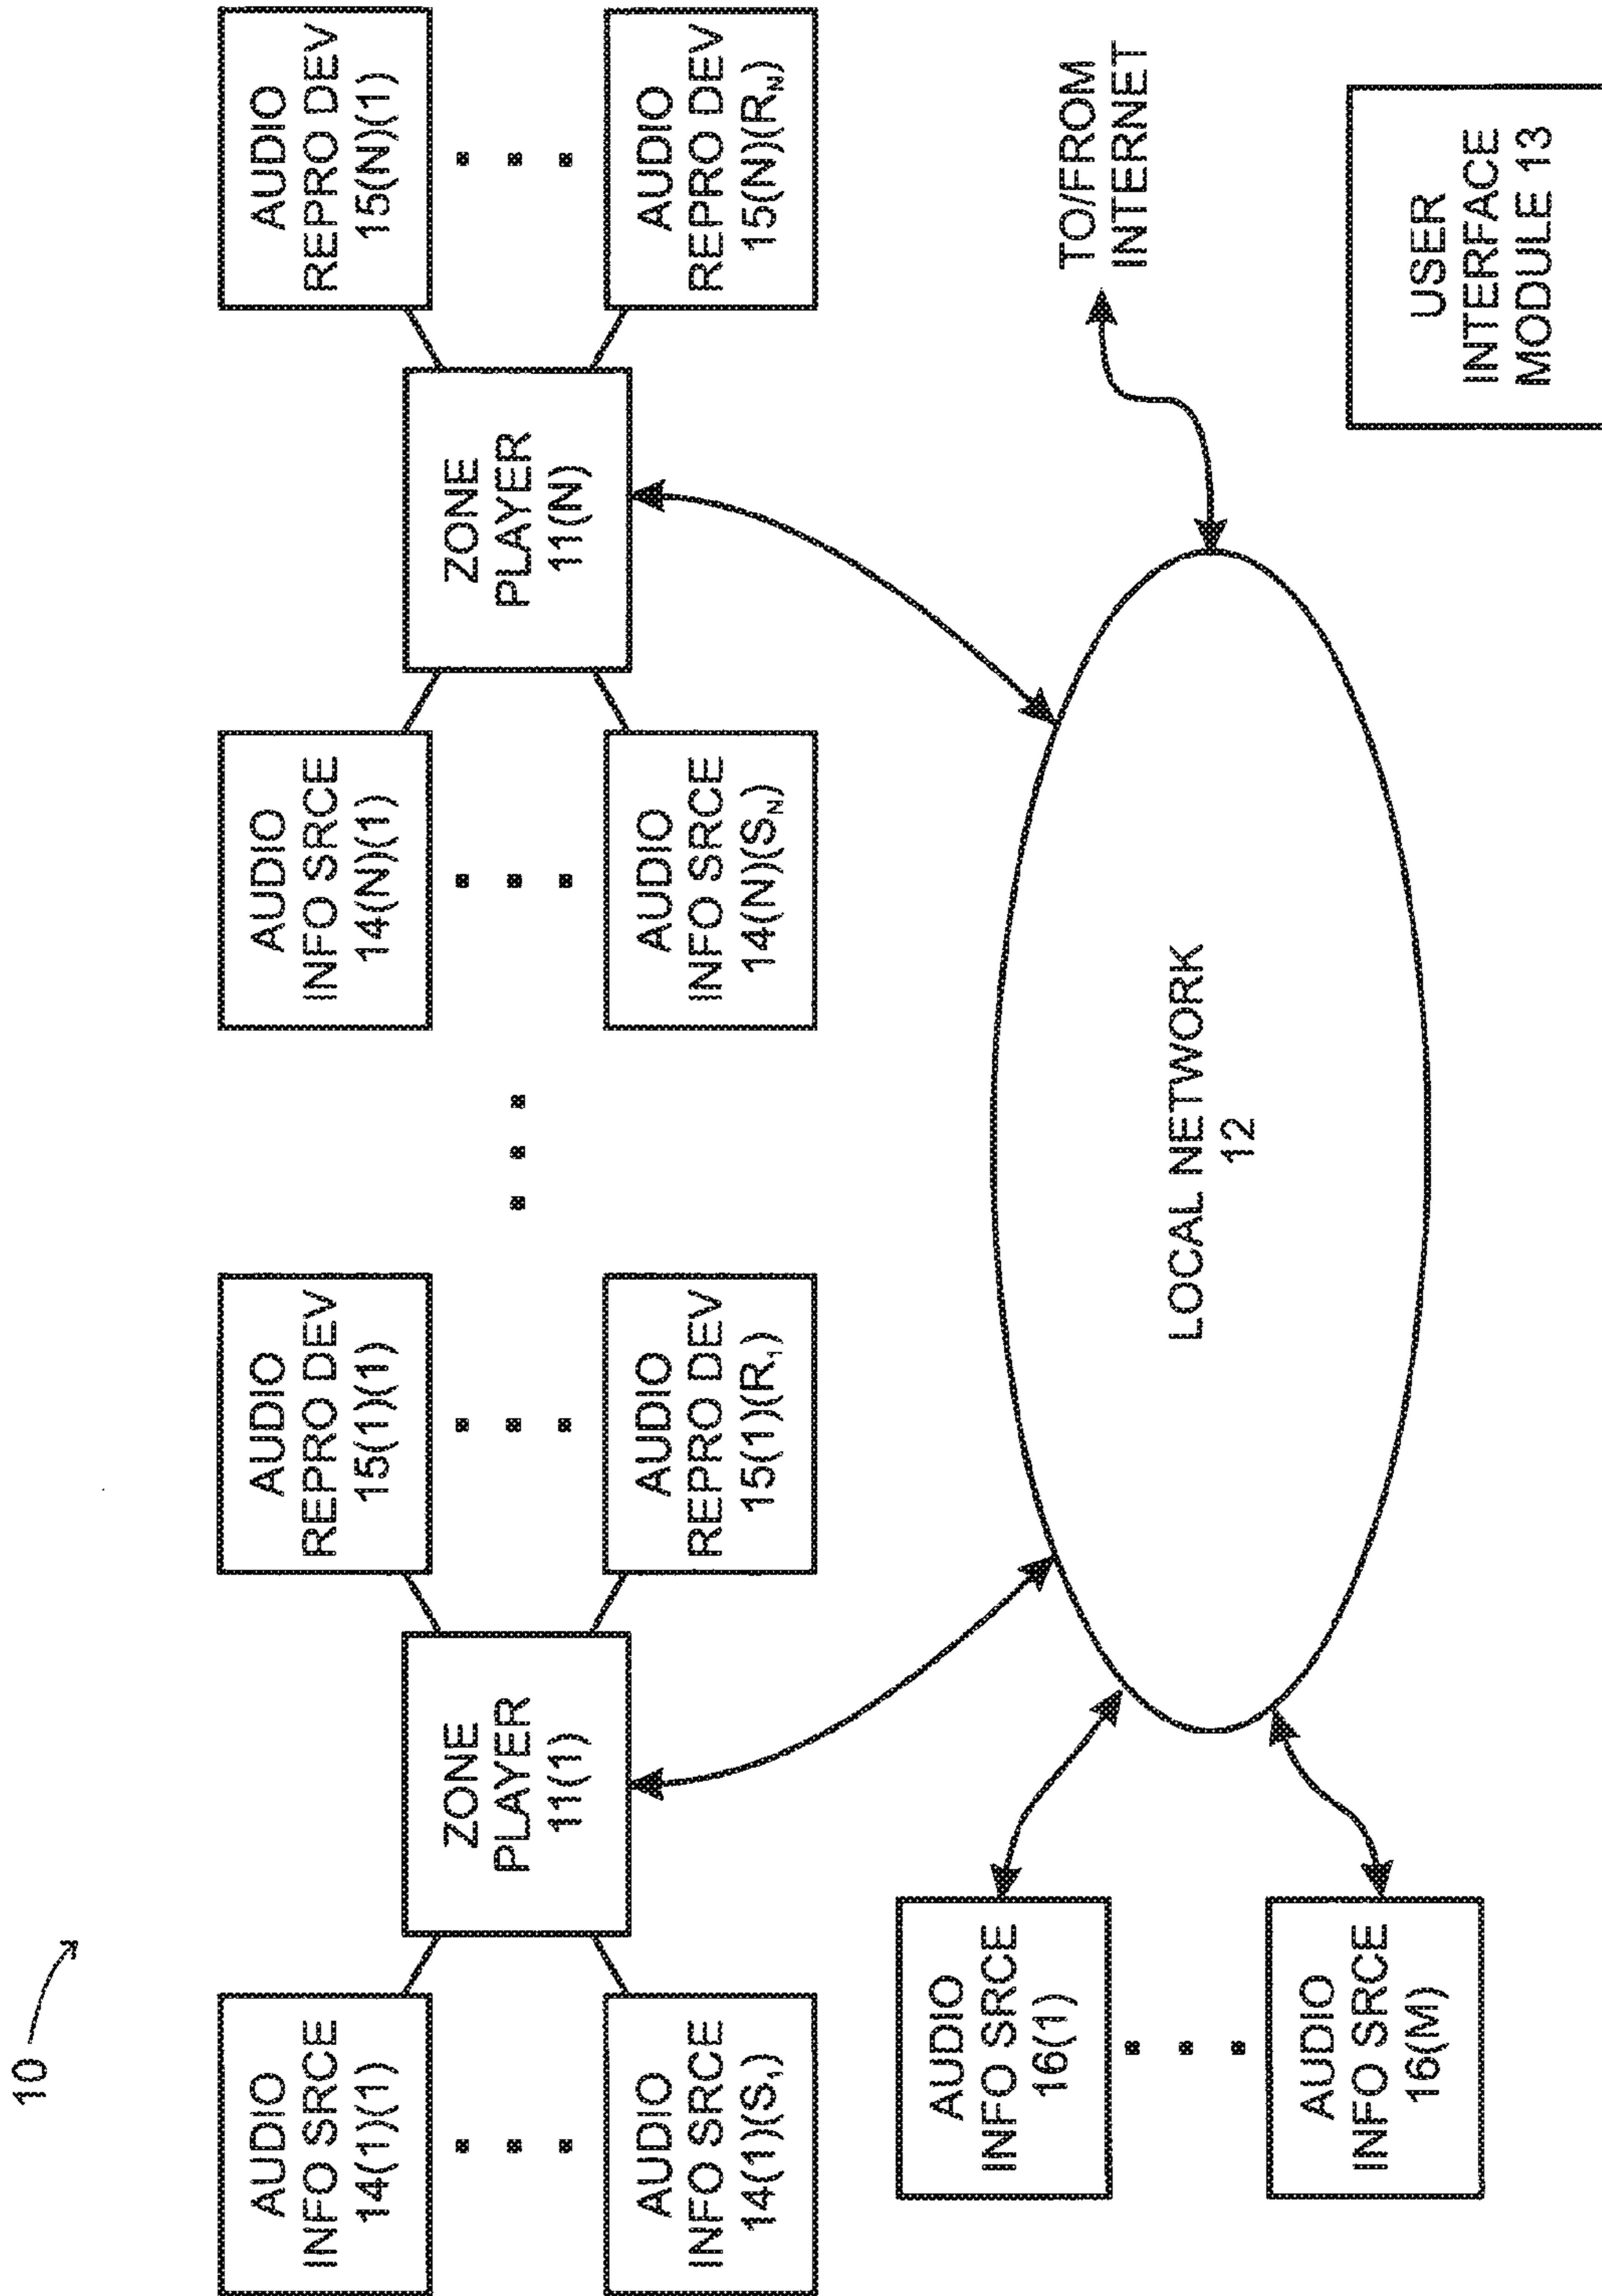 10
AUDIO
INFO SRCE
14(1)(1)
AUDIO
INFO SRCE
14(1)(S₁)
ZONE
PLAYER
11(1)
AUDIO
REPRO DEV
15(1)(1)
AUDIO
REPRO DEV
15(1)(R₁)
AUDIO
INFO SRCE
14(N)(1)
AUDIO
INFO SRCE
14(N)(S_N)
ZONE
PLAYER
11(N)
AUDIO
REPRO DEV
15(N)(1)
AUDIO
REPRO DEV
15(N)(R_N)
AUDIO
INFO SRCE
16(1)
AUDIO
INFO SRCE
16(M)
LOCAL NETWORK
12
TO/FROM
INTERNET
USER
INTERFACE
MODULE 13